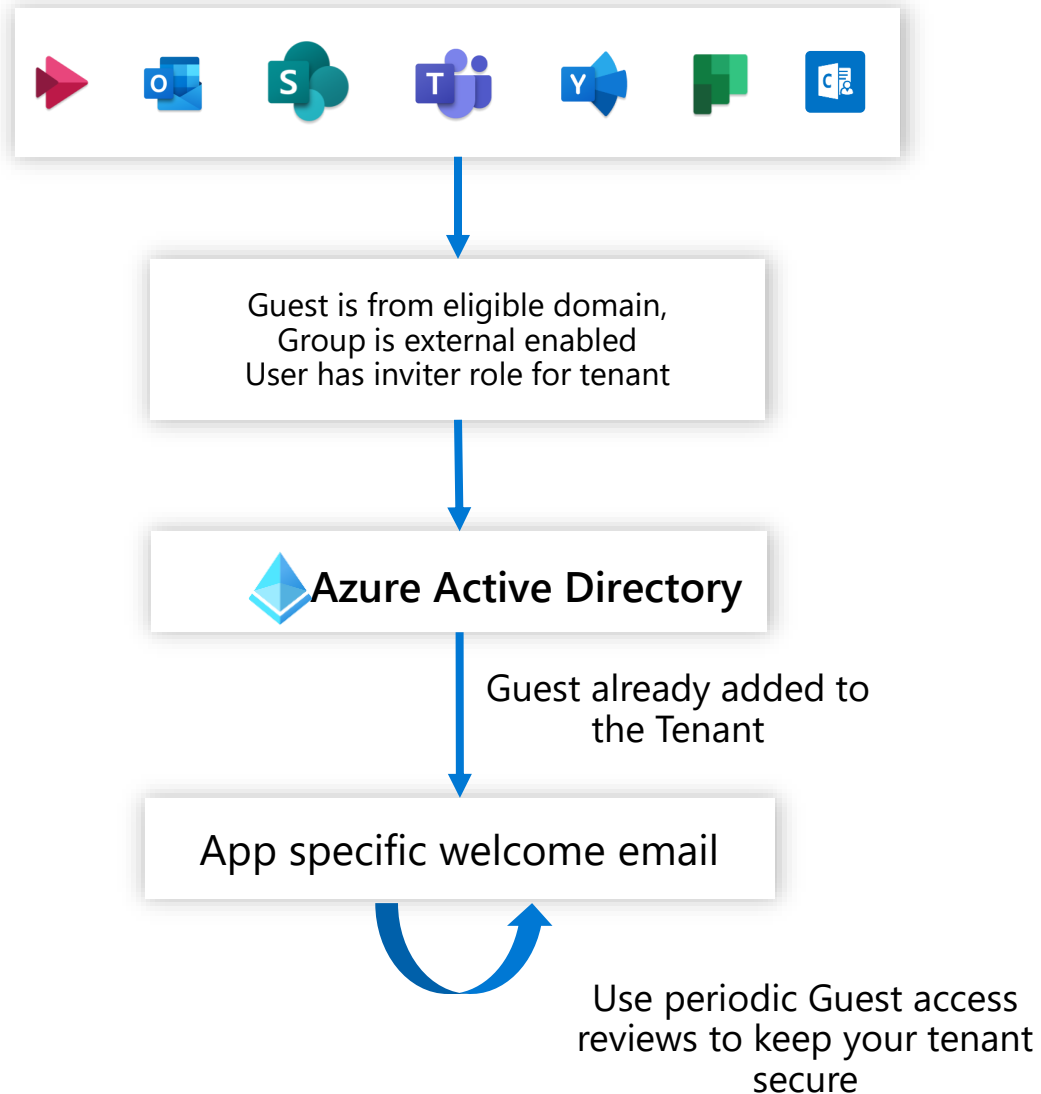 O
S
T
Y
C
Guest is from eligible domain,
Group is external enabled
User has inviter role for tenant
Azure Active Directory
Guest already added to
the Tenant
App specific welcome email
Use periodic Guest access
reviews to keep your tenant
secure